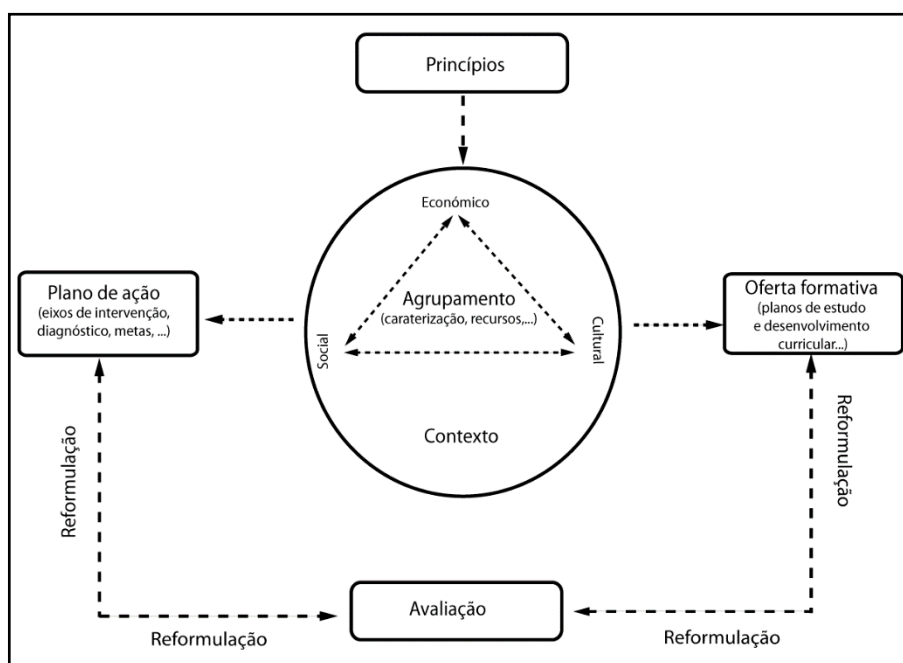 Princípios
Económico
Agrupamento
(caraterização, recursos,...)
Social
Cultural
Contexto
Plano de ação
(eixos de intervenção,
diagnóstico, metas, ...)
Oferta formativa
(planos de estudo
e desenvolvimento
curricular...)
Reformulação
Reformulação
Avaliação
Reformulação
Reformulação